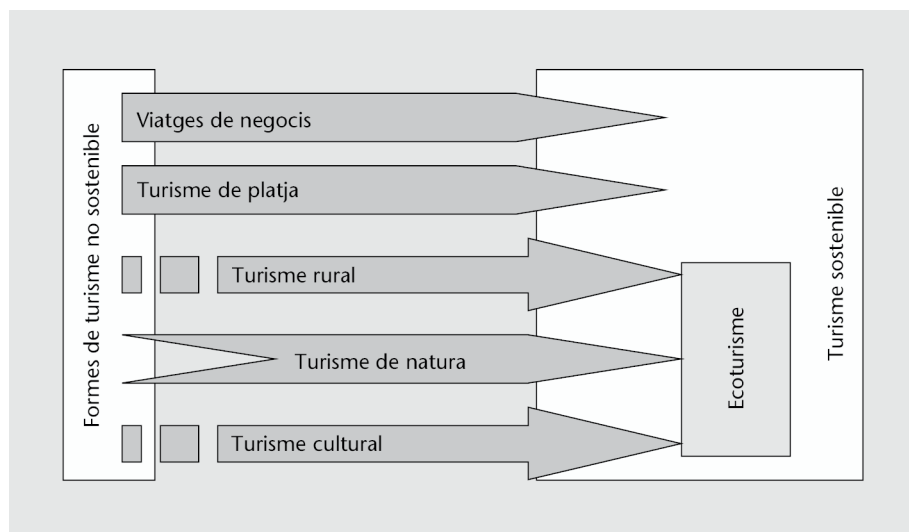 Formes de turisme no sostenible
Viatges de negocis
Turisme de platja
Turisme rural
Turisme de natura
Turisme cultural
Ecoturisme
Turisme sostenible